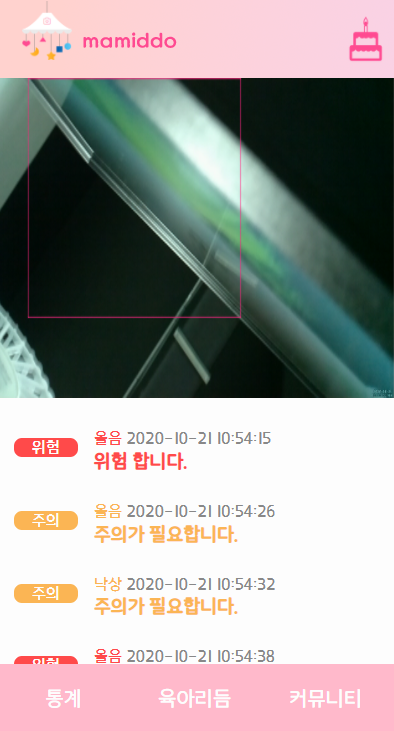 mamiddo
위험
울음 2020-10-21 10:54:15
위험 합니다.
주의
울음 2020-10-21 10:54:26
주의가 필요합니다.
주의
낙상 2020-10-21 10:54:32
주의가 필요합니다.
위험
울음 2020-10-21 10:54:38
통계
육아리듬
커뮤니티